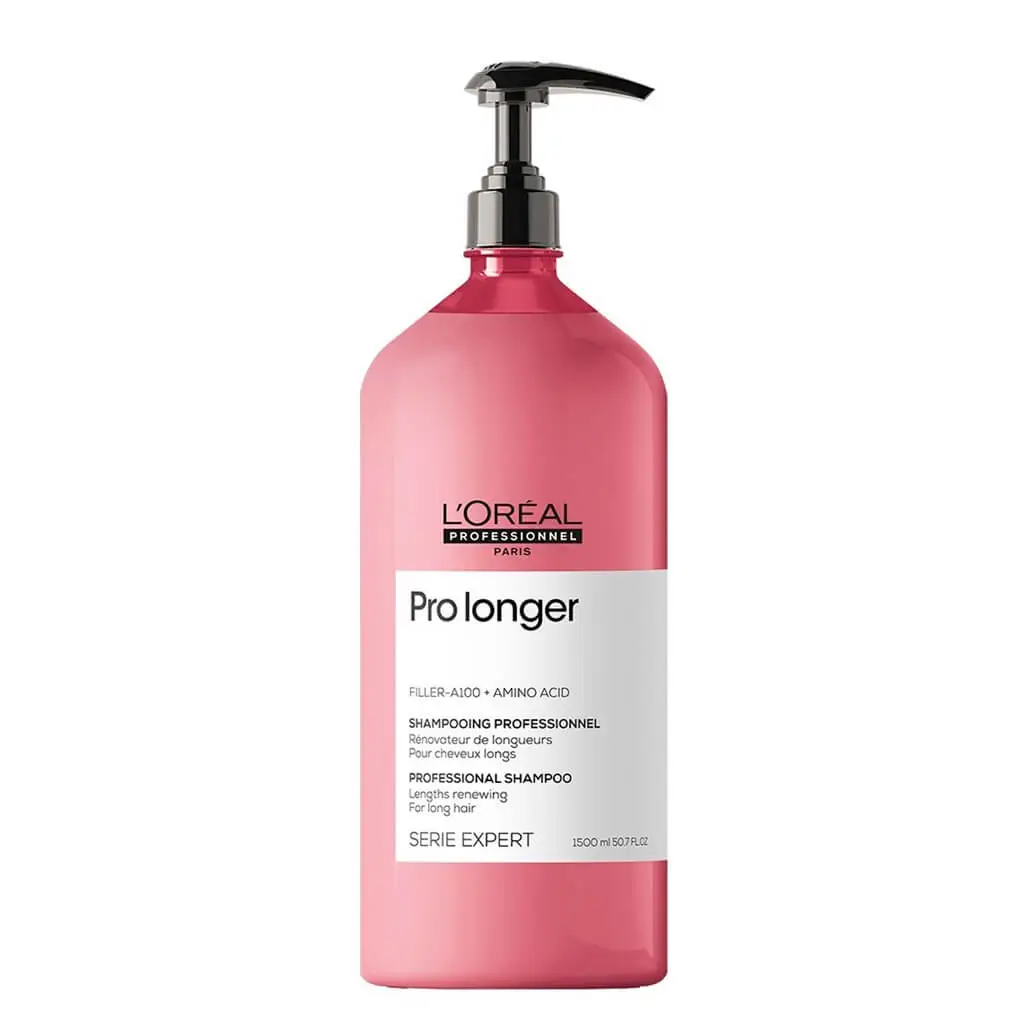 L'ORÉAL
PROFESSIONNEL
PARIS
Pro longer
FILLER-A100 + AMINO ACID
SHAMPOOING PROFESSIONNEL
Rénovateur de longueurs
Pour cheveux longs
PROFESSIONAL SHAMPOO
Lengths renewing
For long hair
SERIE EXPERT
1500 ml 50.7 FL.OZ